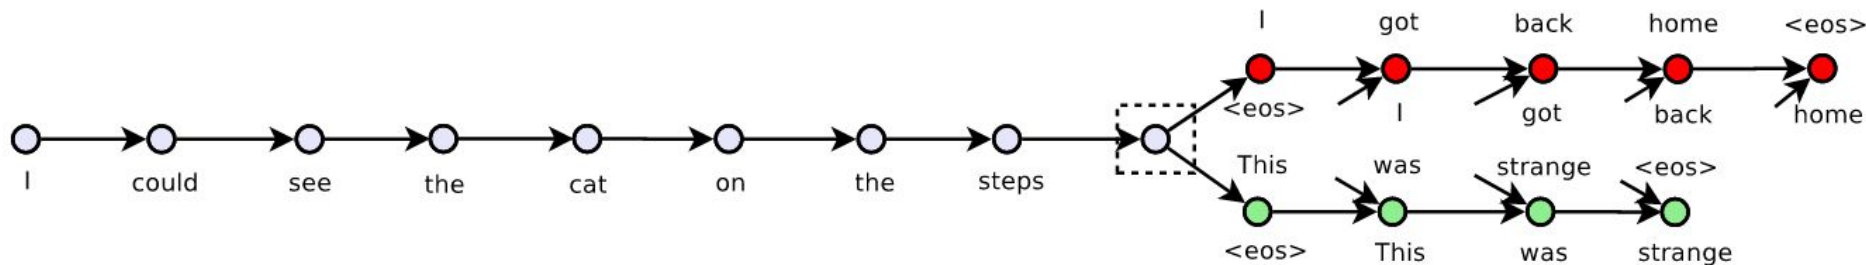 I got back home <eos>
<eos> I got back home
I could see the cat on the steps
This was strange <eos>
<eos> This was strange